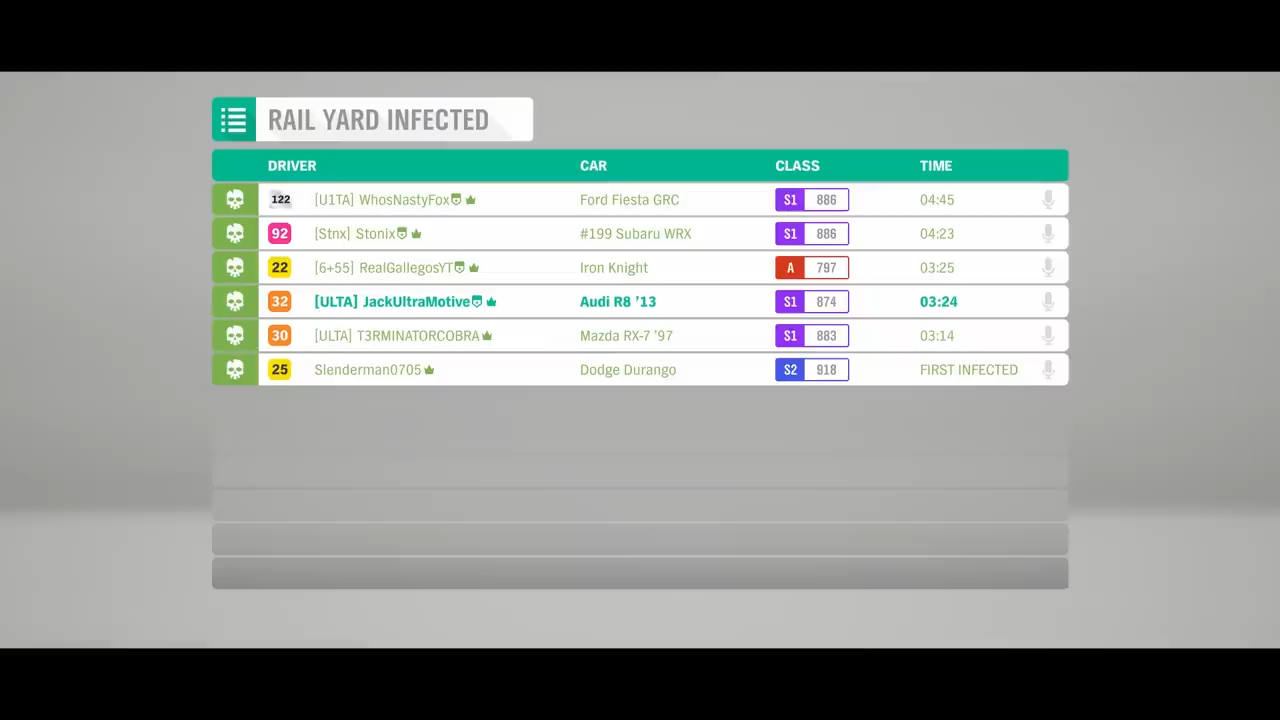 RAIL YARD INFECTED
DRIVER CAR CLASS TIME
122 [U1TA] WhosNastyFox Ford Fiesta GRC S1 886 04:45
92 [Stnx] Stonix #199 Subaru WRX S1 886 04:23
22 [6+55] RealGallegosYT Iron Knight A 797 03:25
32 [ULTA] JackUltraMotive Audi R8 ’13 S1 874 03:24
30 [ULTA] T3RMINATORCOBRA Mazda RX-7 ’97 S1 883 03:14
25 Slenderman0705 Dodge Durango S2 918 FIRST INFECTED